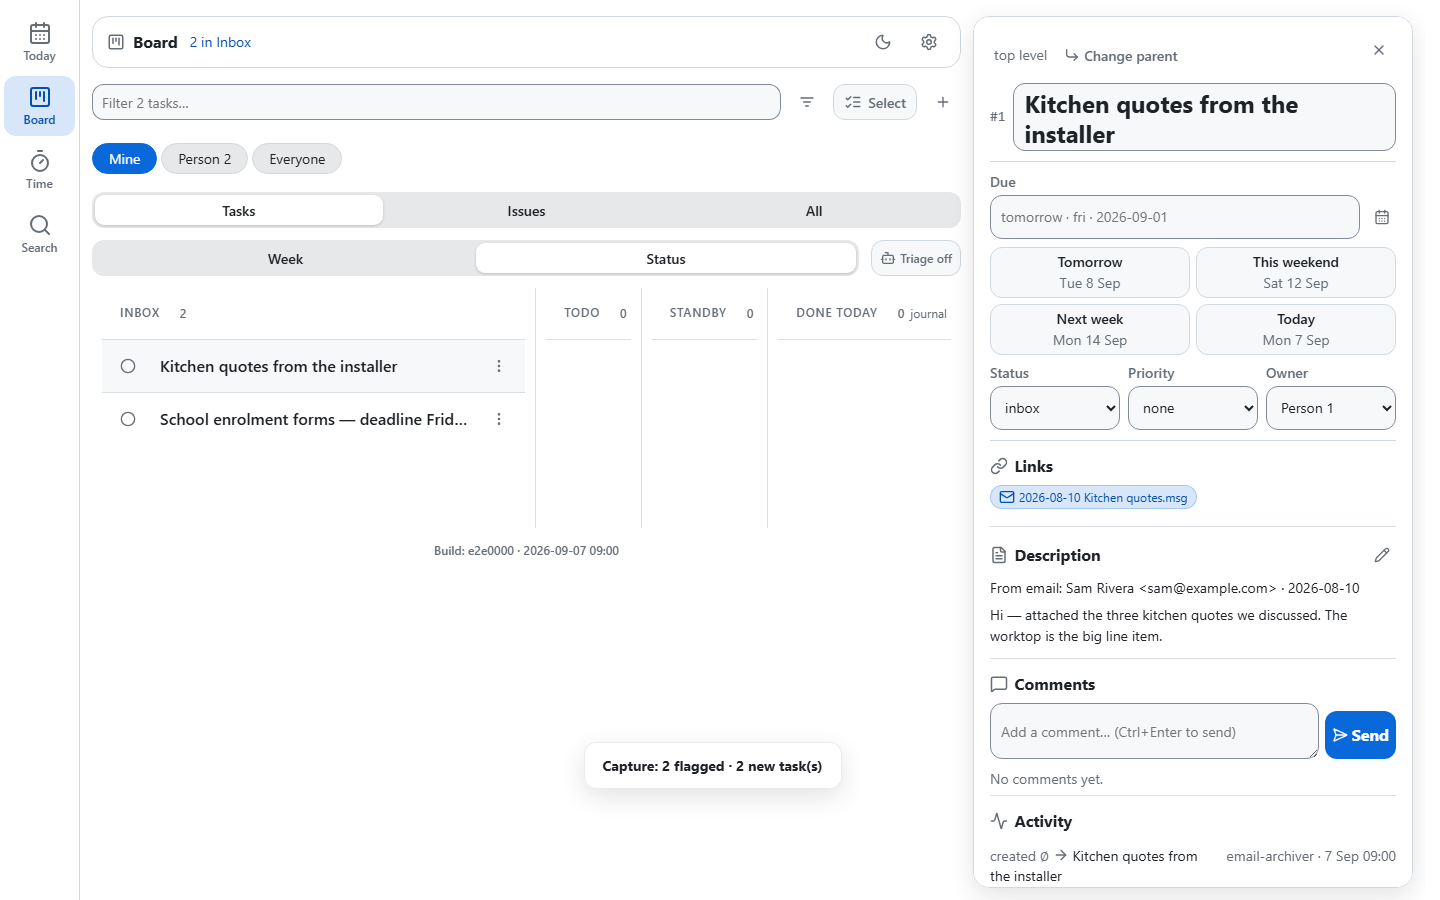 Today
Board
Time
Search
Board 2 in Inbox
Filter 2 tasks...
Select
Mine
Person 2
Everyone
Tasks
Issues
All
Week
Status
Triage off
INBOX 2
TODO 0
STANDBY 0
DONE TODAY 0 journal
Kitchen quotes from the installer
School enrolment forms — deadline Frid...
Build: e2e0000 · 2026-09-07 09:00
Capture: 2 flagged · 2 new task(s)
top level
Change parent
#1
Kitchen quotes from the
installer
Due
tomorrow · fri · 2026-09-01
Tomorrow
Tue 8 Sep
This weekend
Sat 12 Sep
Next week
Mon 14 Sep
Today
Mon 7 Sep
Status
Priority
Owner
inbox
none
Person 1
Links
2026-08-10 Kitchen quotes.msg
Description
From email: Sam Rivera <sam@example.com> · 2026-08-10
Hi — attached the three kitchen quotes we discussed. The
worktop is the big line item.
Comments
Add a comment... (Ctrl+Enter to send)
Send
No comments yet.
Activity
created ∅ → Kitchen quotes from
the installer
email-archiver · 7 Sep 09:00